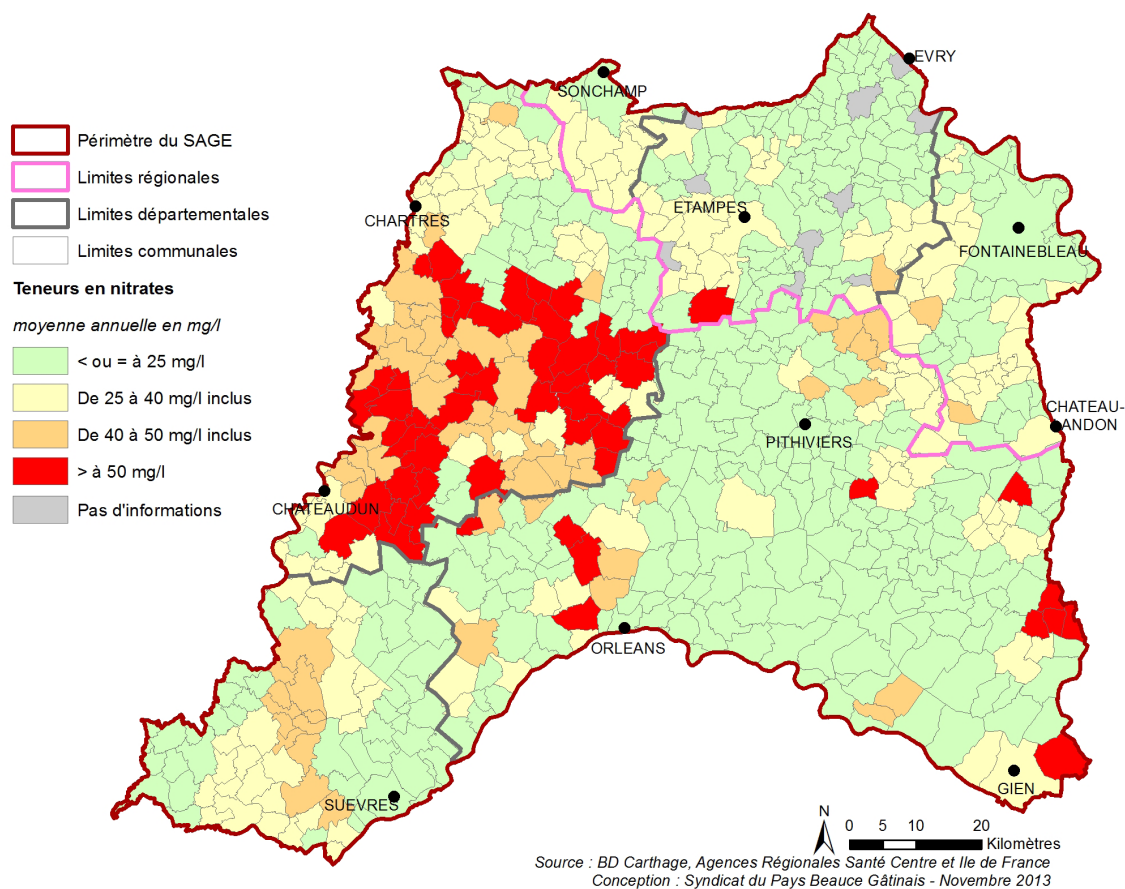 EVRY
SONCHAMP
Périmètre du SAGE
Limites régionales
Limites départementales
Limites communales
CHARTRES
ETAMPES
FONTAINEBLEAU
Teneurs en nitrates
moyenne annuelle en mg/l
< ou = à 25 mg/l
De 25 à 40 mg/l inclus
De 40 à 50 mg/l inclus
> à 50 mg/l
Pas d'informations
CHATEAU-
LANDON
PITHIVIERS
CHATEAUDUN
ORLEANS
GIEN
SUEVRES
N
0 5 10 20
Kilomètres
Source : BD Carthage, Agences Régionales Santé Centre et Ile de France
Conception : Syndicat du Pays Beauce Gâtinais - Novembre 2013